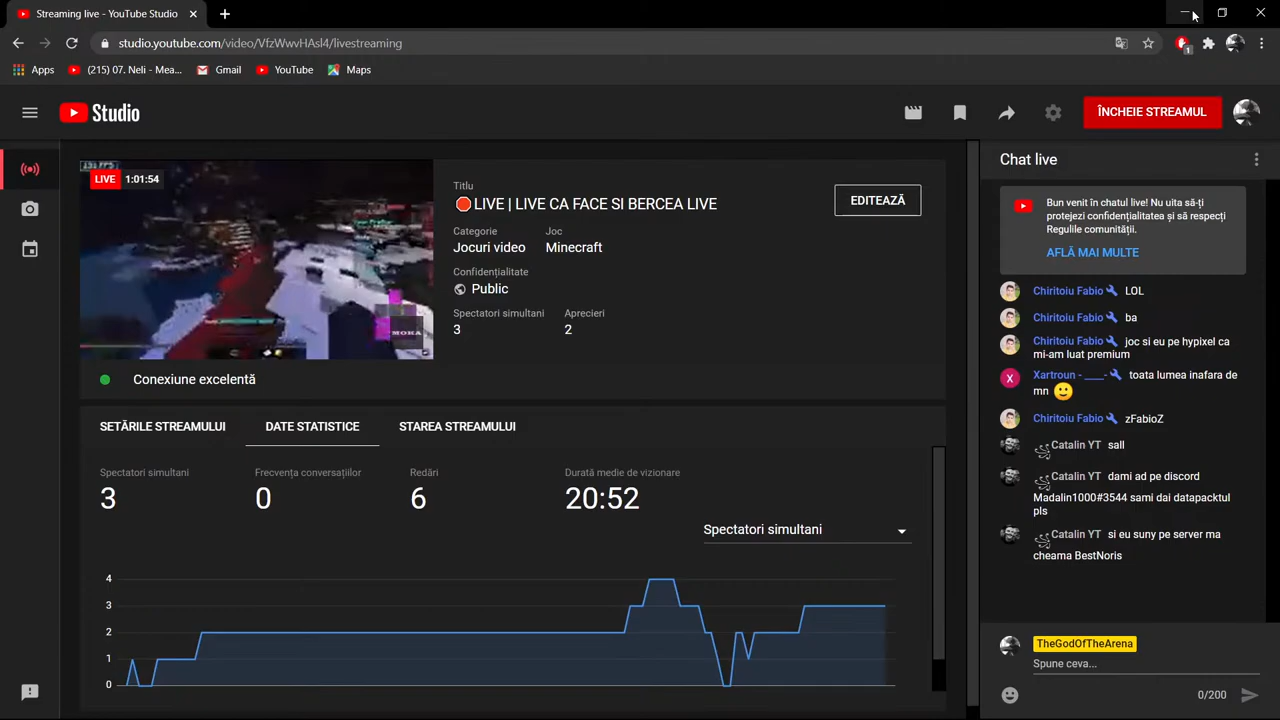 Streaming live - YouTube Studio
studio.youtube.com/video/VfzWwvHAsl4/livestreaming
Apps
(215) 07. Neli - Mea...
Gmail
YouTube
Maps
1
Studio
ÎNCHEIE STREAMUL
LIVE 1:01:54
MOKA
Titlu
LIVE | LIVE CA FACE SI BERCEA LIVE
EDITEAZĂ
Categorie
Joc
Jocuri video
Minecraft
Confidențialitate
Public
Spectatori simultani
Aprecieri
3
2
Conexiune excelentă
SETĂRILE STREAMULUI
DATE STATISTICE
STAREA STREAMULUI
Spectatori simultani
Frecvența conversațiilor
Redări
Durată medie de vizionare
3
0
6
20:52
Spectatori simultani
4
3
2
1
0
Chat live
Bun venit în chatul live! Nu uita să-ți
protejezi confidențialitatea și să respecți
Regulile comunității.
AFLĂ MAI MULTE
Chiritoiu Fabio LOL
Chiritoiu Fabio ba
Chiritoiu Fabio joc si eu pe hypixel ca
mi-am luat premium
X
Xartroun - ____- toata lumea inafara de
mn
Chiritoiu Fabio zFabioZ
Catalin YT sall
Catalin YT dami ad pe discord
Madalin1000#3544 sami dai datapacktul
pls
Catalin YT si eu suny pe server ma
cheama BestNoris
TheGodOfTheArena
Spune ceva...
0/200